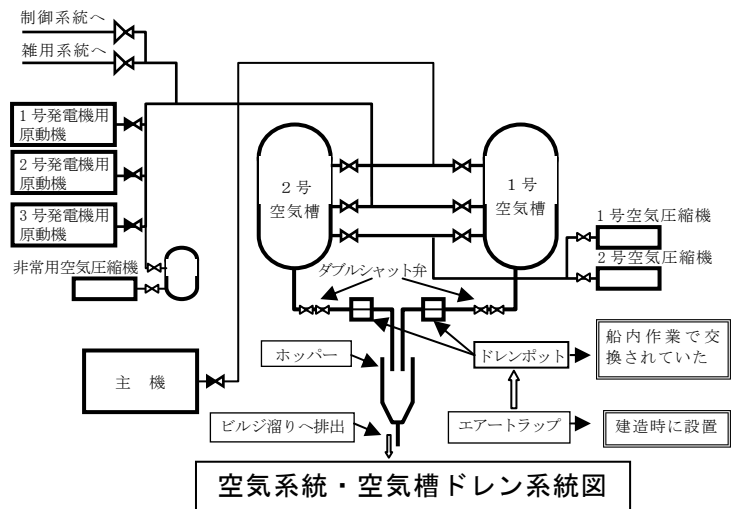 制御系統へ
雑用系統へ
1号発電機用
原動機
2号発電機用
原動機
3号発電機用
原動機
2号
空気槽
1号
空気槽
1号空気圧縮機
2号空気圧縮機
非常用空気圧縮機
ダブルシャット弁
主機
ホッパー
ドレンポット
船内作業で交
換されていた
ビルジ溜りへ排出
エアートラップ
建造時に設置
空気系統・空気槽ドレン系統図